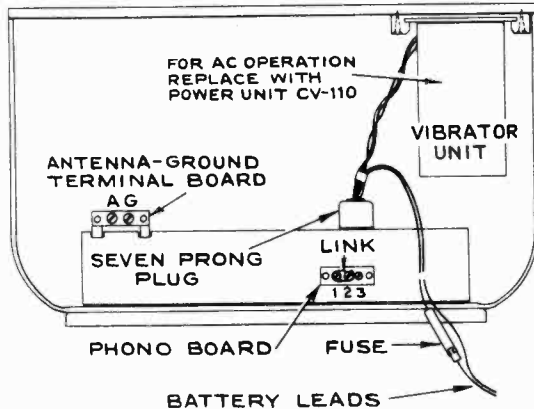 FOR AC OPERATION
REPLACE WITH
POWER UNIT CV-110
VIBRATOR
UNIT
ANTENNA-GROUND
TERMINAL BOARD
A G
SEVEN PRONG
PLUG
LINK
1 2 3
PHONO BOARD
FUSE
BATTERY LEADS